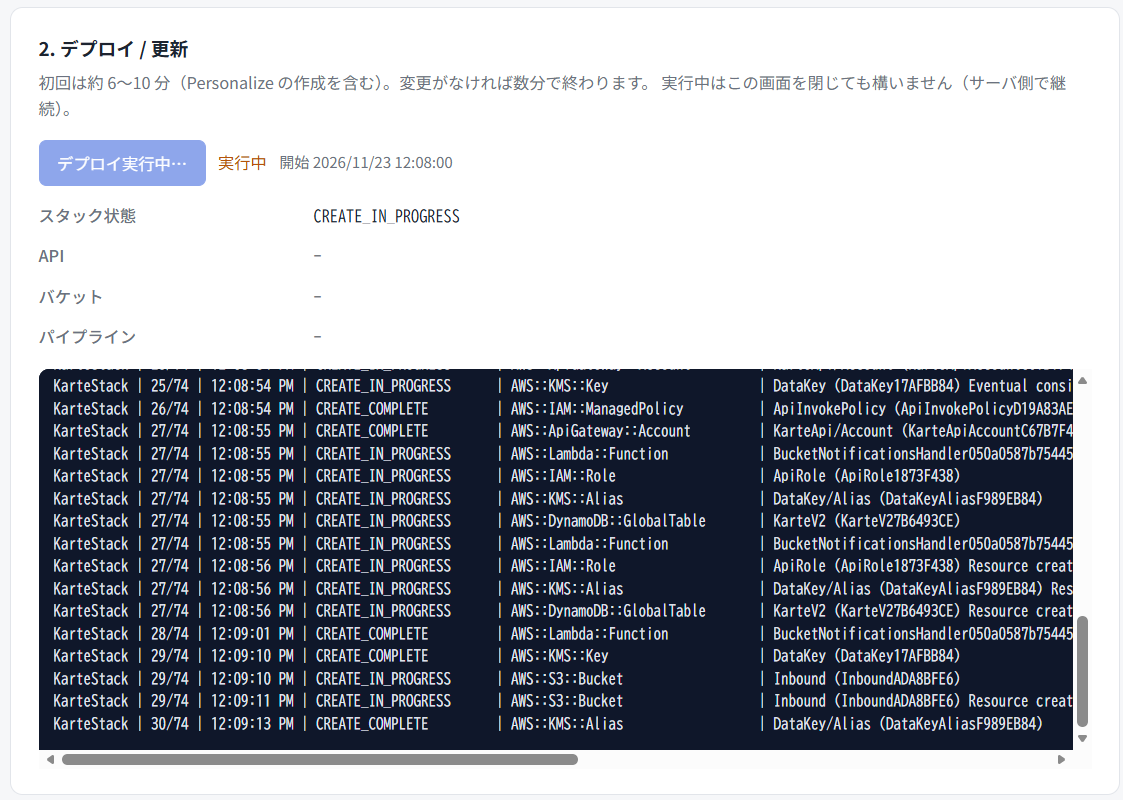 2. デプロイ / 更新
初回は約 6〜10 分（Personalize の作成を含む）。変更がなければ数分で終わります。 実行中はこの画面を閉じても構いません（サーバ側で継
続）。
デプロイ実行中… 実行中 開始 2026/11/23 12:08:00
スタック状態 CREATE_IN_PROGRESS
API –
バケット –
パイプライン –
KarteStack | 25/74 | 12:08:54 PM | CREATE_IN_PROGRESS | AWS::KMS::Key | DataKey (DataKey17AFBB84) Eventual consi
KarteStack | 26/74 | 12:08:54 PM | CREATE_COMPLETE | AWS::IAM::ManagedPolicy | ApiInvokePolicy (ApiInvokePolicyD19A83AE
KarteStack | 27/74 | 12:08:55 PM | CREATE_COMPLETE | AWS::ApiGateway::Account | KarteApi/Account (KarteApiAccountC67B7F4
KarteStack | 27/74 | 12:08:55 PM | CREATE_IN_PROGRESS | AWS::Lambda::Function | BucketNotificationsHandler050a0587b75445
KarteStack | 27/74 | 12:08:55 PM | CREATE_IN_PROGRESS | AWS::IAM::Role | ApiRole (ApiRole1873F438)
KarteStack | 27/74 | 12:08:55 PM | CREATE_IN_PROGRESS | AWS::KMS::Alias | DataKey/Alias (DataKeyAliasF989EB84)
KarteStack | 27/74 | 12:08:55 PM | CREATE_IN_PROGRESS | AWS::DynamoDB::GlobalTable | KarteV2 (KarteV27B6493CE)
KarteStack | 27/74 | 12:08:55 PM | CREATE_IN_PROGRESS | AWS::Lambda::Function | BucketNotificationsHandler050a0587b75445
KarteStack | 27/74 | 12:08:56 PM | CREATE_IN_PROGRESS | AWS::IAM::Role | ApiRole (ApiRole1873F438) Resource creat
KarteStack | 27/74 | 12:08:56 PM | CREATE_IN_PROGRESS | AWS::KMS::Alias | DataKey/Alias (DataKeyAliasF989EB84) Res
KarteStack | 27/74 | 12:08:56 PM | CREATE_IN_PROGRESS | AWS::DynamoDB::GlobalTable | KarteV2 (KarteV27B6493CE) Resource creat
KarteStack | 28/74 | 12:09:01 PM | CREATE_COMPLETE | AWS::Lambda::Function | BucketNotificationsHandler050a0587b75445
KarteStack | 29/74 | 12:09:10 PM | CREATE_COMPLETE | AWS::KMS::Key | DataKey (DataKey17AFBB84)
KarteStack | 29/74 | 12:09:10 PM | CREATE_IN_PROGRESS | AWS::S3::Bucket | Inbound (InboundADA8BFE6)
KarteStack | 29/74 | 12:09:11 PM | CREATE_IN_PROGRESS | AWS::S3::Bucket | Inbound (InboundADA8BFE6) Resource creat
KarteStack | 30/74 | 12:09:13 PM | CREATE_COMPLETE | AWS::KMS::Alias | DataKey/Alias (DataKeyAliasF989EB84)